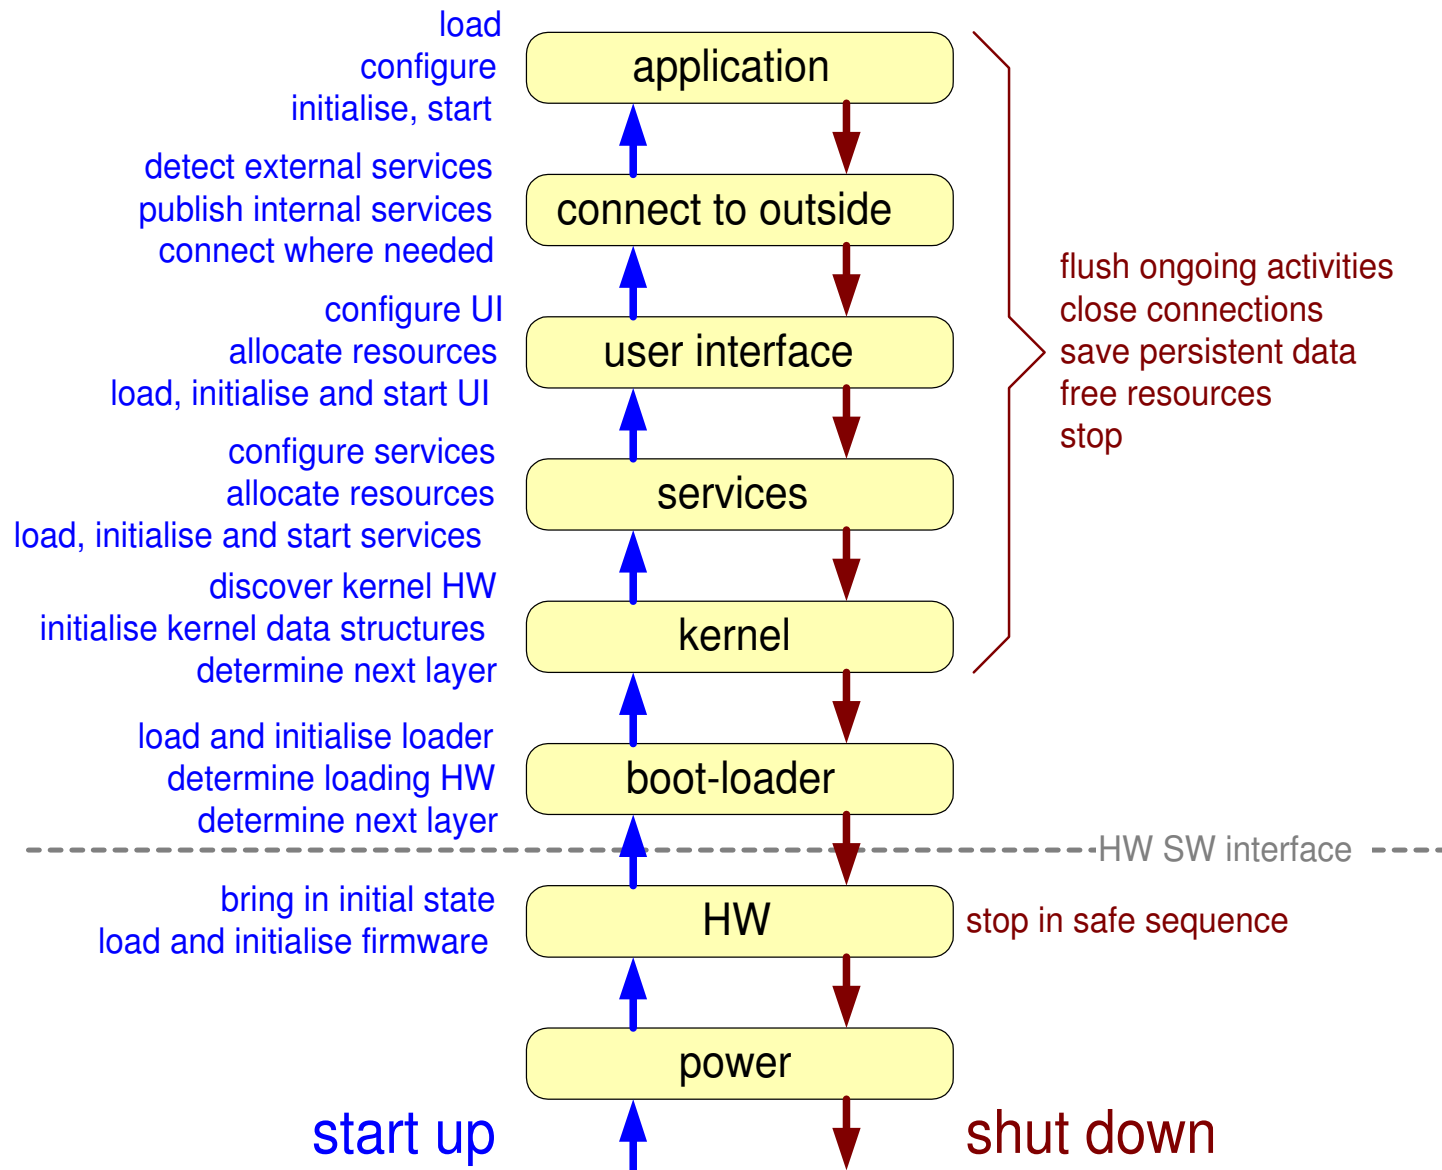 load
configure
initialise, start
application
detect external services
publish internal services
connect where needed
connect to outside
configure UI
allocate resources
load, initialise and start UI
user interface
flush ongoing activities
close connections
save persistent data
free resources
stop
configure services
allocate resources
load, initialise and start services
services
discover kernel HW
initialise kernel data structures
determine next layer
kernel
load and initialise loader
determine loading HW
determine next layer
boot-loader
HW SW interface
bring in initial state
load and initialise firmware
HW
stop in safe sequence
power
start up
shut down